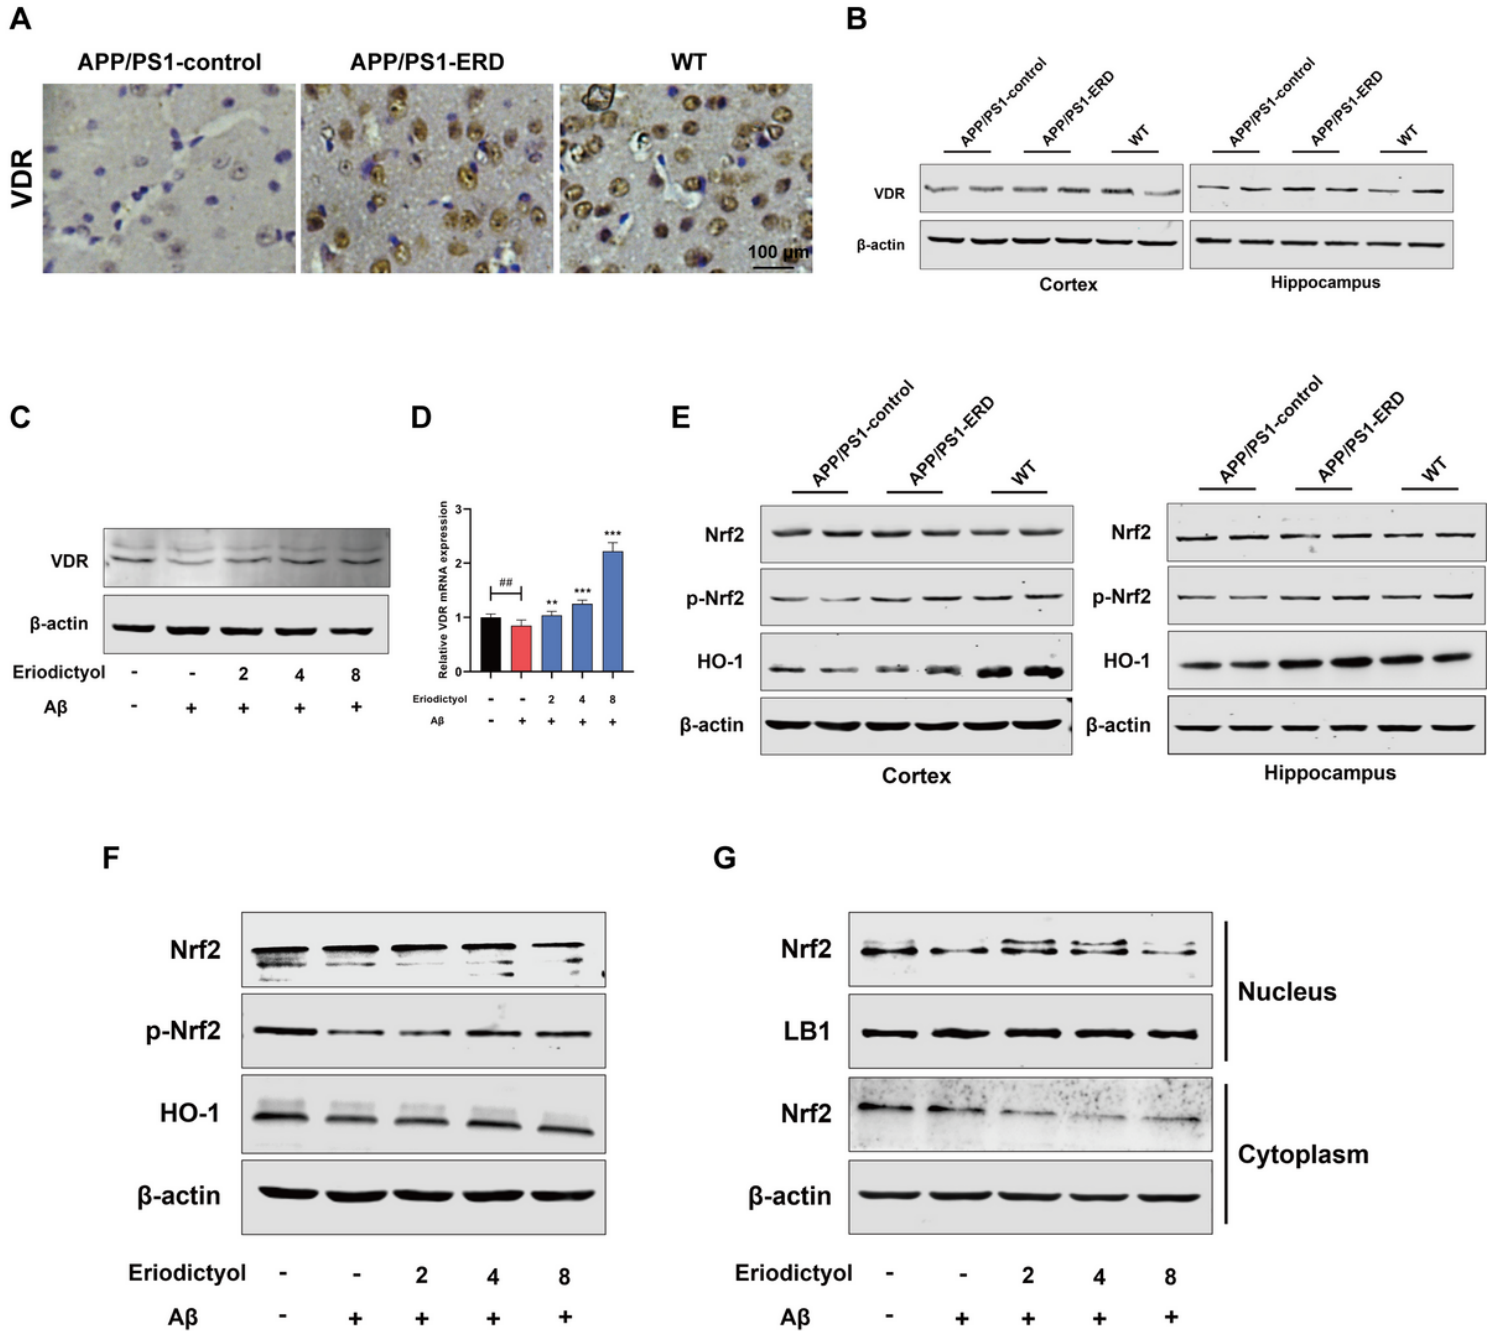 A
APP/PS1-control APP/PS1-ERD WT
VDR
100 μm
B
APP/PS1-control APP/PS1-ERD WT APP/PS1-control APP/PS1-ERD WT
VDR
β-actin
Cortex Hippocampus
C
VDR
β-actin
Eriodictyol - - 2 4 8
Aβ - + + + +
D
Relative VDR mRNA expression
3
2
1
0
## ** *** ***
Eriodictyol - - 2 4 8
Aβ - + + + +
E
APP/PS1-control APP/PS1-ERD WT APP/PS1-control APP/PS1-ERD WT
Nrf2 Nrf2
p-Nrf2 p-Nrf2
HO-1 HO-1
β-actin β-actin
Cortex Hippocampus
F
Nrf2
p-Nrf2
HO-1
β-actin
Eriodictyol - - 2 4 8
Aβ - + + + +
G
Nrf2
LB1
Nucleus
Nrf2
β-actin
Cytoplasm
Eriodictyol - - 2 4 8
Aβ - + + + +